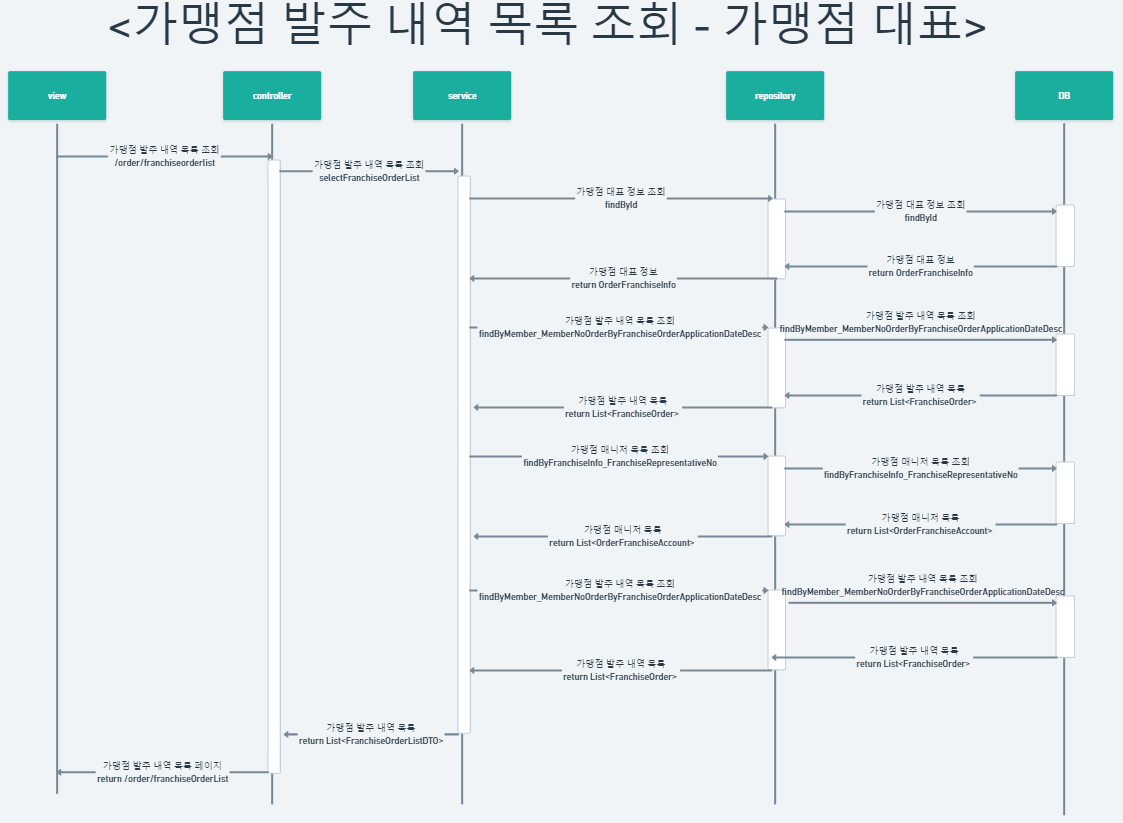 <가맹점 발주 내역 목록 조회 - 가맹점 대표>
view
controller
service
repository
DB
가맹점 발주 내역 목록 조회
/order/franchiseorderlist
가맹점 발주 내역 목록 조회
selectFranchiseOrderList
가맹점 대표 정보 조회
findById
가맹점 대표 정보 조회
findById
가맹점 대표 정보
return OrderFranchiseInfo
가맹점 대표 정보
return OrderFranchiseInfo
가맹점 발주 내역 목록 조회
findByMember_MemberNoOrderByFranchiseOrderApplicationDateDesc
가맹점 발주 내역 목록 조회
findByMember_MemberNoOrderByFranchiseOrderApplicationDateDesc
가맹점 발주 내역 목록
return List<FranchiseOrder>
가맹점 발주 내역 목록
return List<FranchiseOrder>
가맹점 매니저 목록 조회
findByFranchiseInfo_FranchiseRepresentativeNo
가맹점 매니저 목록 조회
findByFranchiseInfo_FranchiseRepresentativeNo
가맹점 매니저 목록
return List<OrderFranchiseAccount>
가맹점 매니저 목록
return List<OrderFranchiseAccount>
가맹점 발주 내역 목록 조회
findByMember_MemberNoOrderByFranchiseOrderApplicationDateDesc
가맹점 발주 내역 목록 조회
findByMember_MemberNoOrderByFranchiseOrderApplicationDateDesc
가맹점 발주 내역 목록
return List<FranchiseOrder>
가맹점 발주 내역 목록
return List<FranchiseOrder>
가맹점 발주 내역 목록
return List<FranchiseOrderListDTO>
가맹점 발주 내역 목록 페이지
return /order/franchiseOrderList